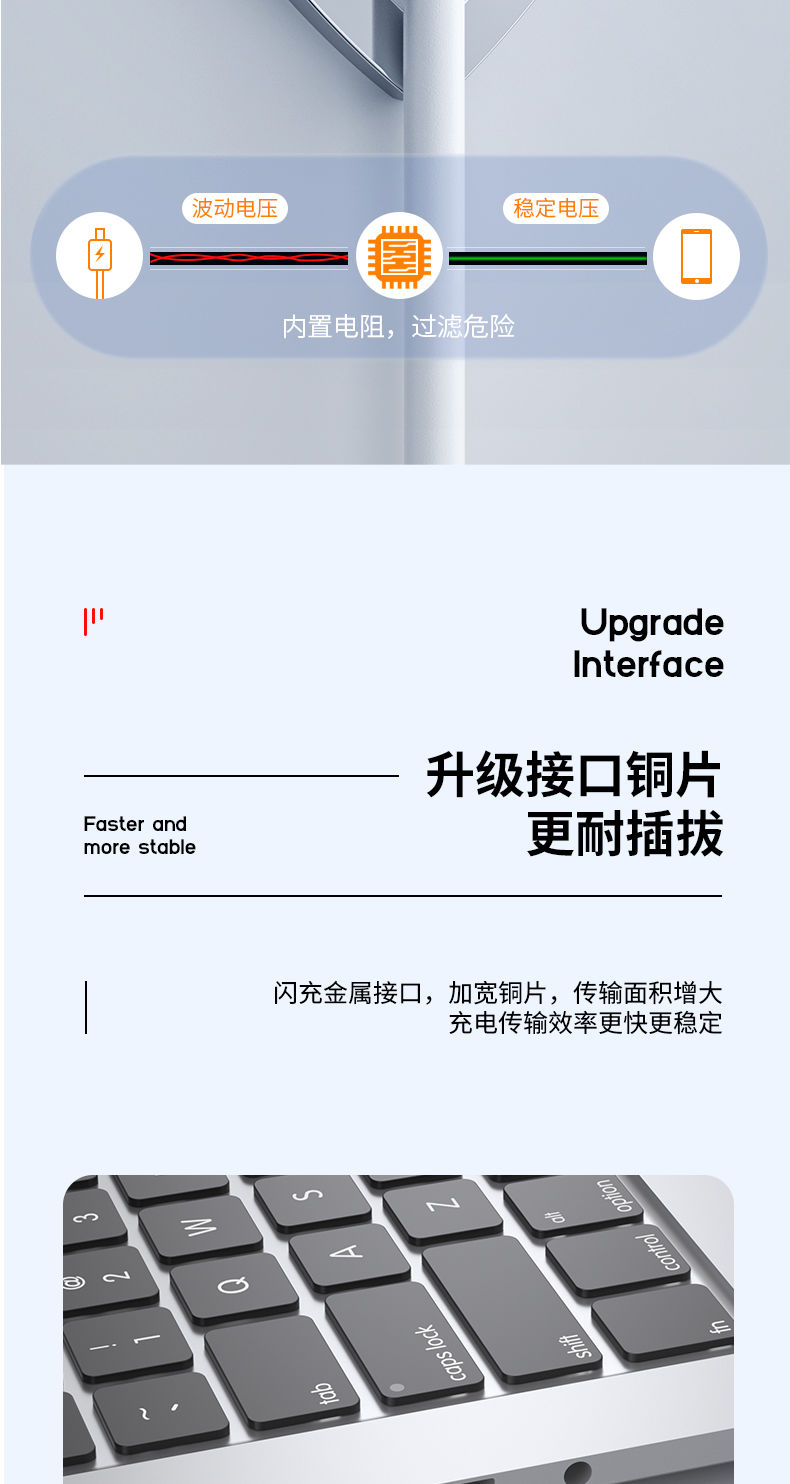 波动电压
稳定电压
内置电阻，过滤危险
Upgrade
Interface
升级接口铜片
更耐插拔
Faster and
more stable
闪充金属接口，加宽铜片，传输面积增大
充电传输效率更快更稳定
3
W
S
Z
alt
option
@
2
Q
A
control
!
1
caps lock
shift
fn
~
tab